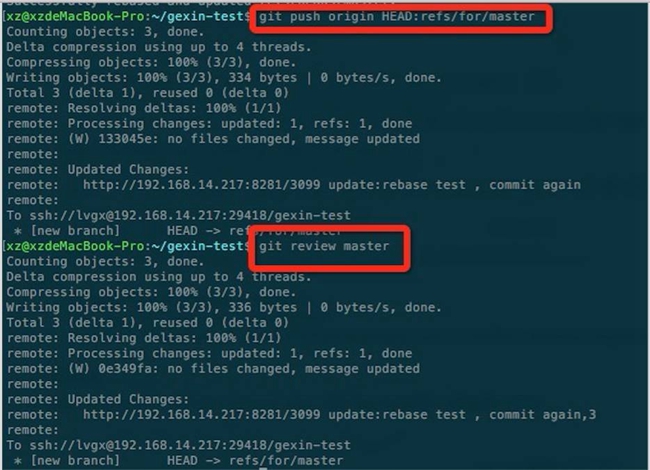 [xz@xzdeMacBook-Pro:~/gexin-test$ git push origin HEAD:refs/for/master
Counting objects: 3, done.
Delta compression using up to 4 threads.
Compressing objects: 100% (3/3), done.
Writing objects: 100% (3/3), 334 bytes | 0 bytes/s, done.
Total 3 (delta 1), reused 0 (delta 0)
remote: Resolving deltas: 100% (1/1)
remote: Processing changes: updated: 1, refs: 1, done
remote: (W) 133045e: no files changed, message updated
remote:
remote: Updated Changes:
remote:   http://192.168.14.217:8281/3099 update:rebase test , commit again
remote:
To ssh://lvgx@192.168.14.217:29418/gexin-test
 * [new branch]      HEAD -> refs/for/master
[xz@xzdeMacBook-Pro:~/gexin-test$ git review master
Counting objects: 3, done.
Delta compression using up to 4 threads.
Compressing objects: 100% (3/3), done.
Writing objects: 100% (3/3), 336 bytes | 0 bytes/s, done.
Total 3 (delta 1), reused 0 (delta 0)
remote: Resolving deltas: 100% (1/1)
remote: Processing changes: updated: 1, refs: 1, done
remote: (W) 0e349fa: no files changed, message updated
remote:
remote: Updated Changes:
remote:   http://192.168.14.217:8281/3099 update:rebase test , commit again,3
remote:
To ssh://lvgx@192.168.14.217:29418/gexin-test
 * [new branch]      HEAD -> refs/for/master